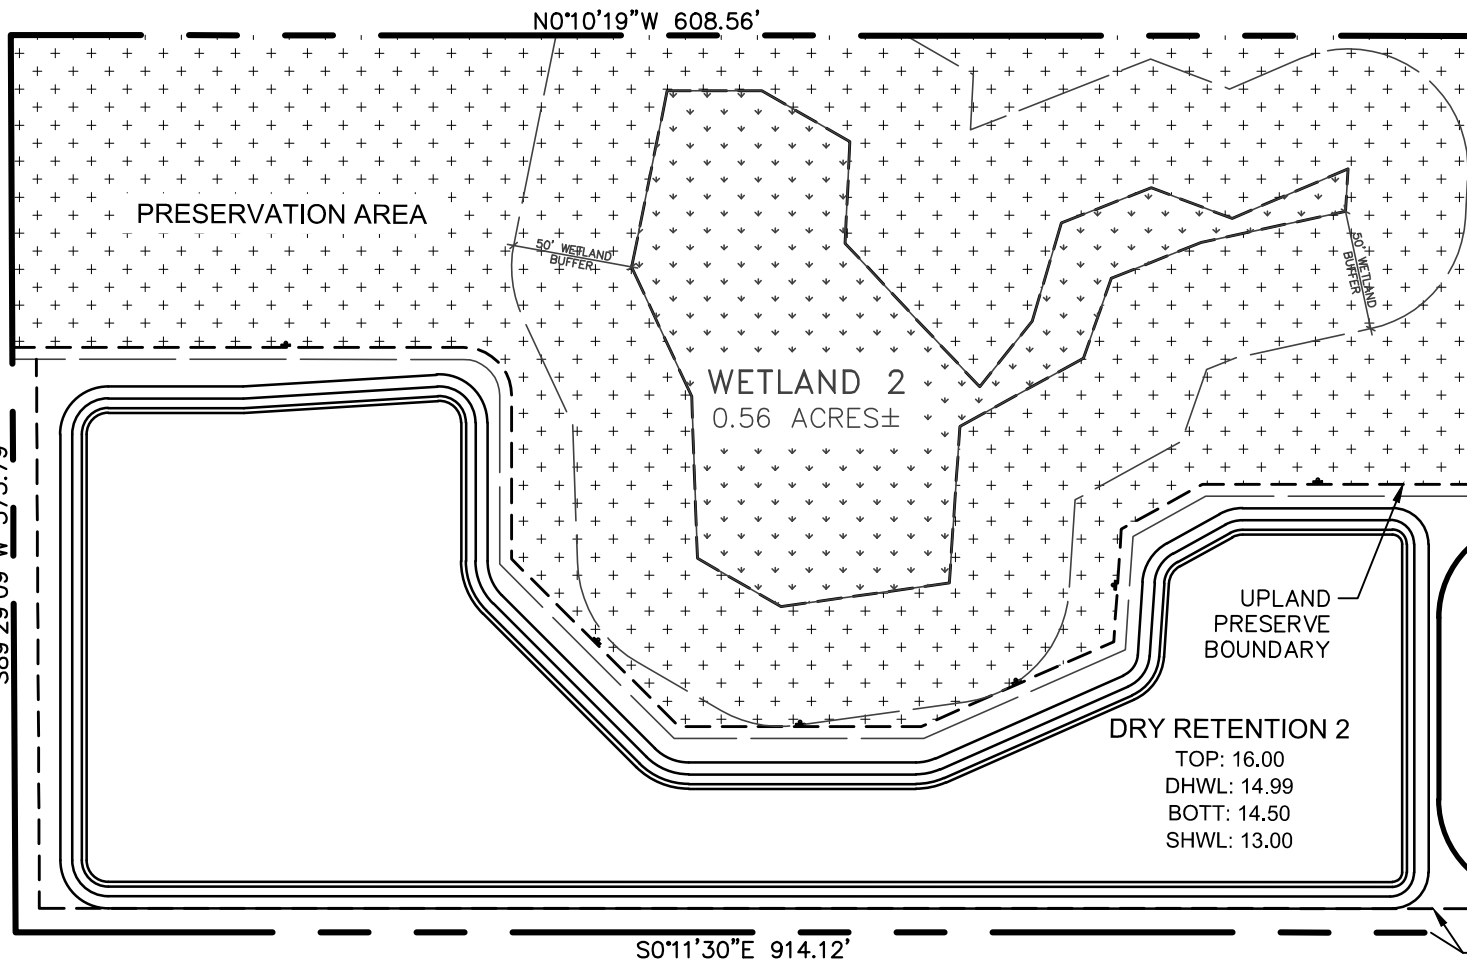 N0°10'19"W 608.56'
PRESERVATION AREA
50' WETLAND
BUFFER
50' WETLAND
BUFFER
WETLAND 2
0.56 ACRES±
UPLAND
PRESERVE
BOUNDARY
DRY RETENTION 2
TOP: 16.00
DHWL: 14.99
BOTT: 14.50
SHWL: 13.00
S0°11'30"E 914.12'